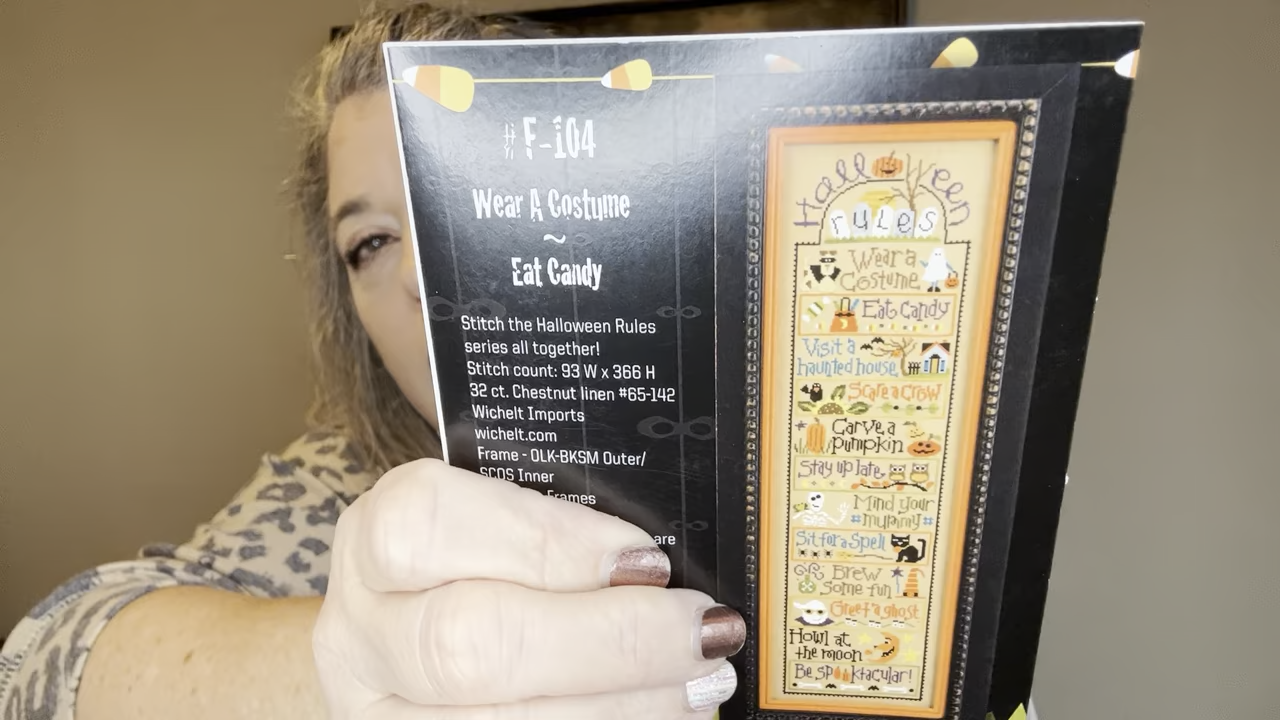 #F-104
Wear A Costume
~
Eat Candy
Stitch the Halloween Rules
series all together!
Stitch count: 93 W x 366 H
32 ct. Chestnut linen #65-142
Wichelt Imports
wichelt.com
Frame - OLK-BKSM Outer/
SCOS Inner
Frames
are
Halloween
rules
Wear a
Costume
Eat Candy
Visit a
haunted house
Scare a Crow
Carve a
pumpkin
Stay up late
Mind your
mummy
Sit for a Spell
Brew
Some fun
Greet a ghost
Howl at
the moon
Be spooktacular!